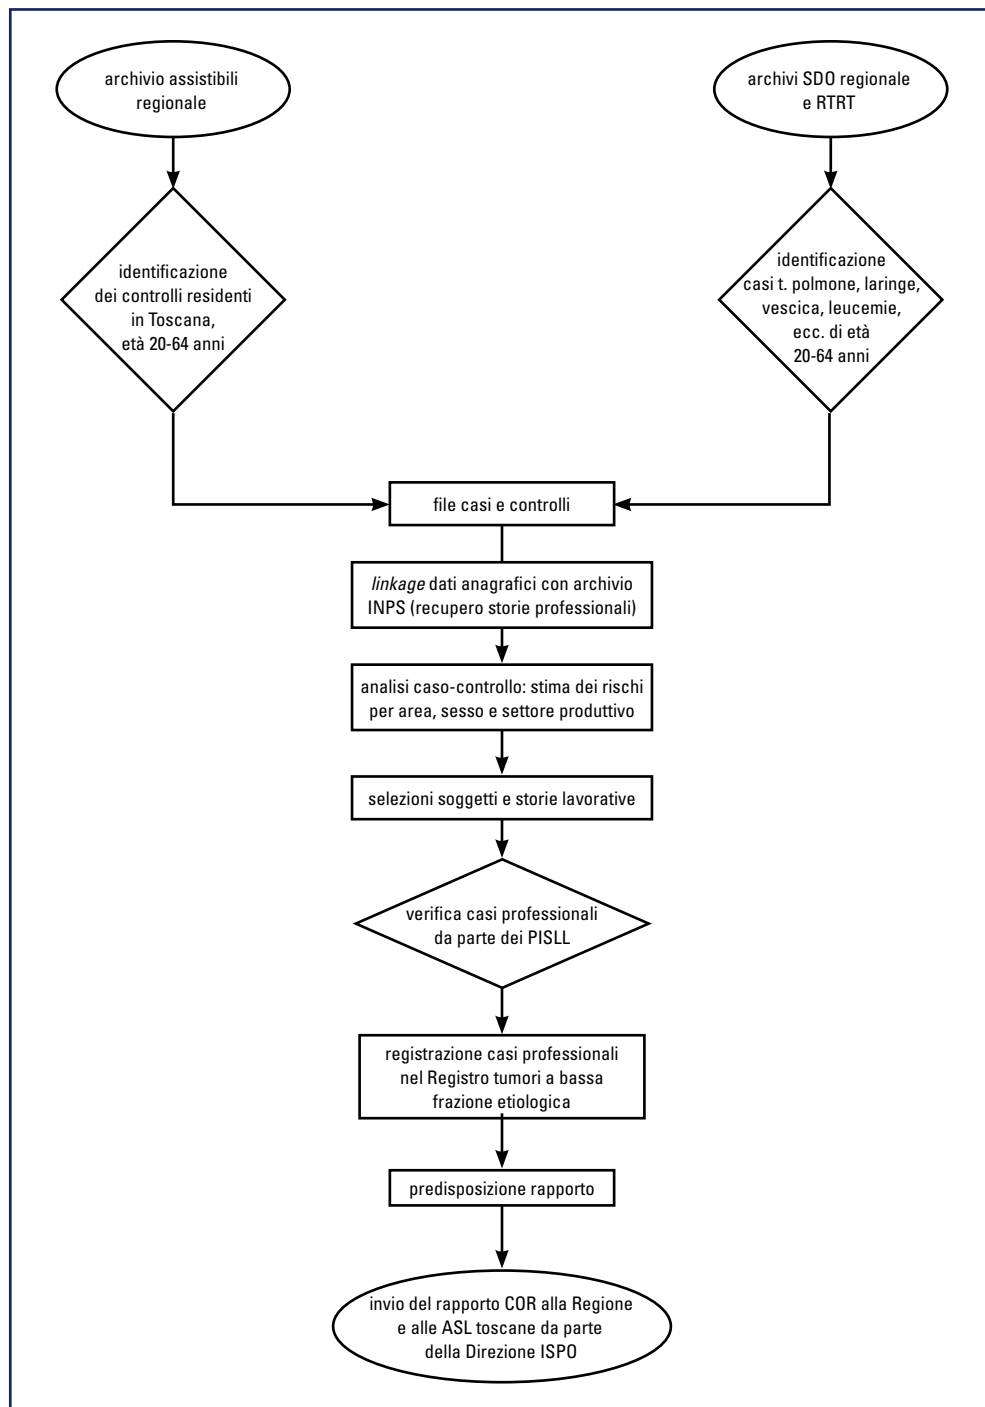 archivio assistibili
regionale
archivi SDO regionale
e RTRT
identificazione
dei controlli residenti
in Toscana,
età 20-64 anni
identificazione
casi t. polmone, laringe,
vescica, leucemie,
ecc. di età
20-64 anni
file casi e controlli
linkage dati anagrafici con archivio
INPS (recupero storie professionali)
analisi caso-controllo: stima dei rischi
per area, sesso e settore produttivo
selezioni soggetti e storie lavorative
verifica casi professionali
da parte dei PISLL
registrazione casi professionali
nel Registro tumori a bassa
frazione etiologica
predisposizione rapporto
invio del rapporto COR alla Regione
e alle ASL toscane da parte
della Direzione ISPO